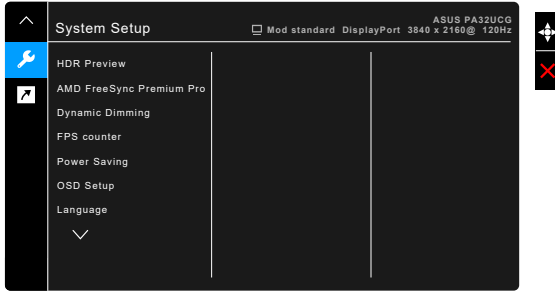 System Setup
ASUS PA32UCG
Mod standard DisplayPort 3840 x 2160@ 120Hz
HDR Preview
AMD FreeSync Premium Pro
Dynamic Dimming
FPS counter
Power Saving
OSD Setup
Language